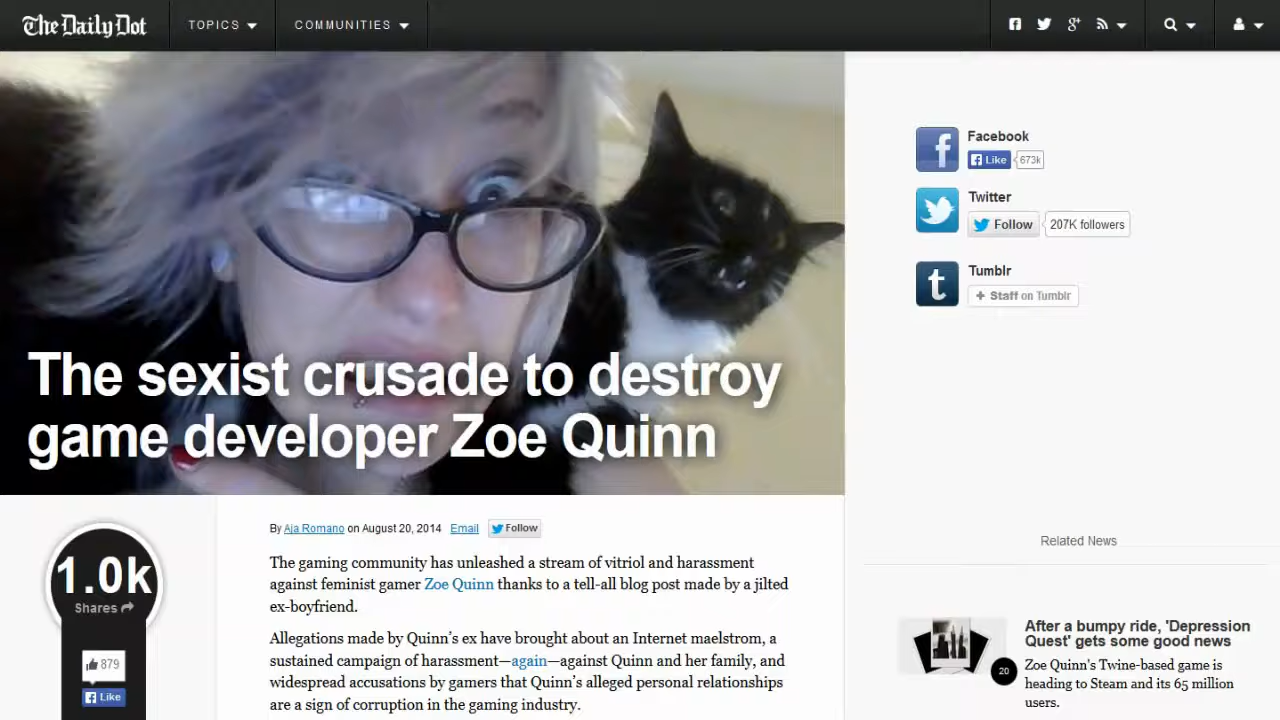 The Daily Dot
TOPICS
COMMUNITIES
g+
Facebook
Like
673k
Twitter
Follow
207K followers
Tumblr
+ Staff on Tumblr
The sexist crusade to destroy
game developer Zoe Quinn
1.0k
Shares
879
Like
By Aja Romano on August 20, 2014 Email Follow
The gaming community has unleashed a stream of vitriol and harassment
against feminist gamer Zoe Quinn thanks to a tell-all blog post made by a jilted
ex-boyfriend.
Allegations made by Quinn's ex have brought about an Internet maelstrom, a
sustained campaign of harassment—again—against Quinn and her family, and
widespread accusations by gamers that Quinn's alleged personal relationships
are a sign of corruption in the gaming industry.
Related News
After a bumpy ride, 'Depression
Quest' gets some good news
20
Zoe Quinn's Twine-based game is
heading to Steam and its 65 million
users.